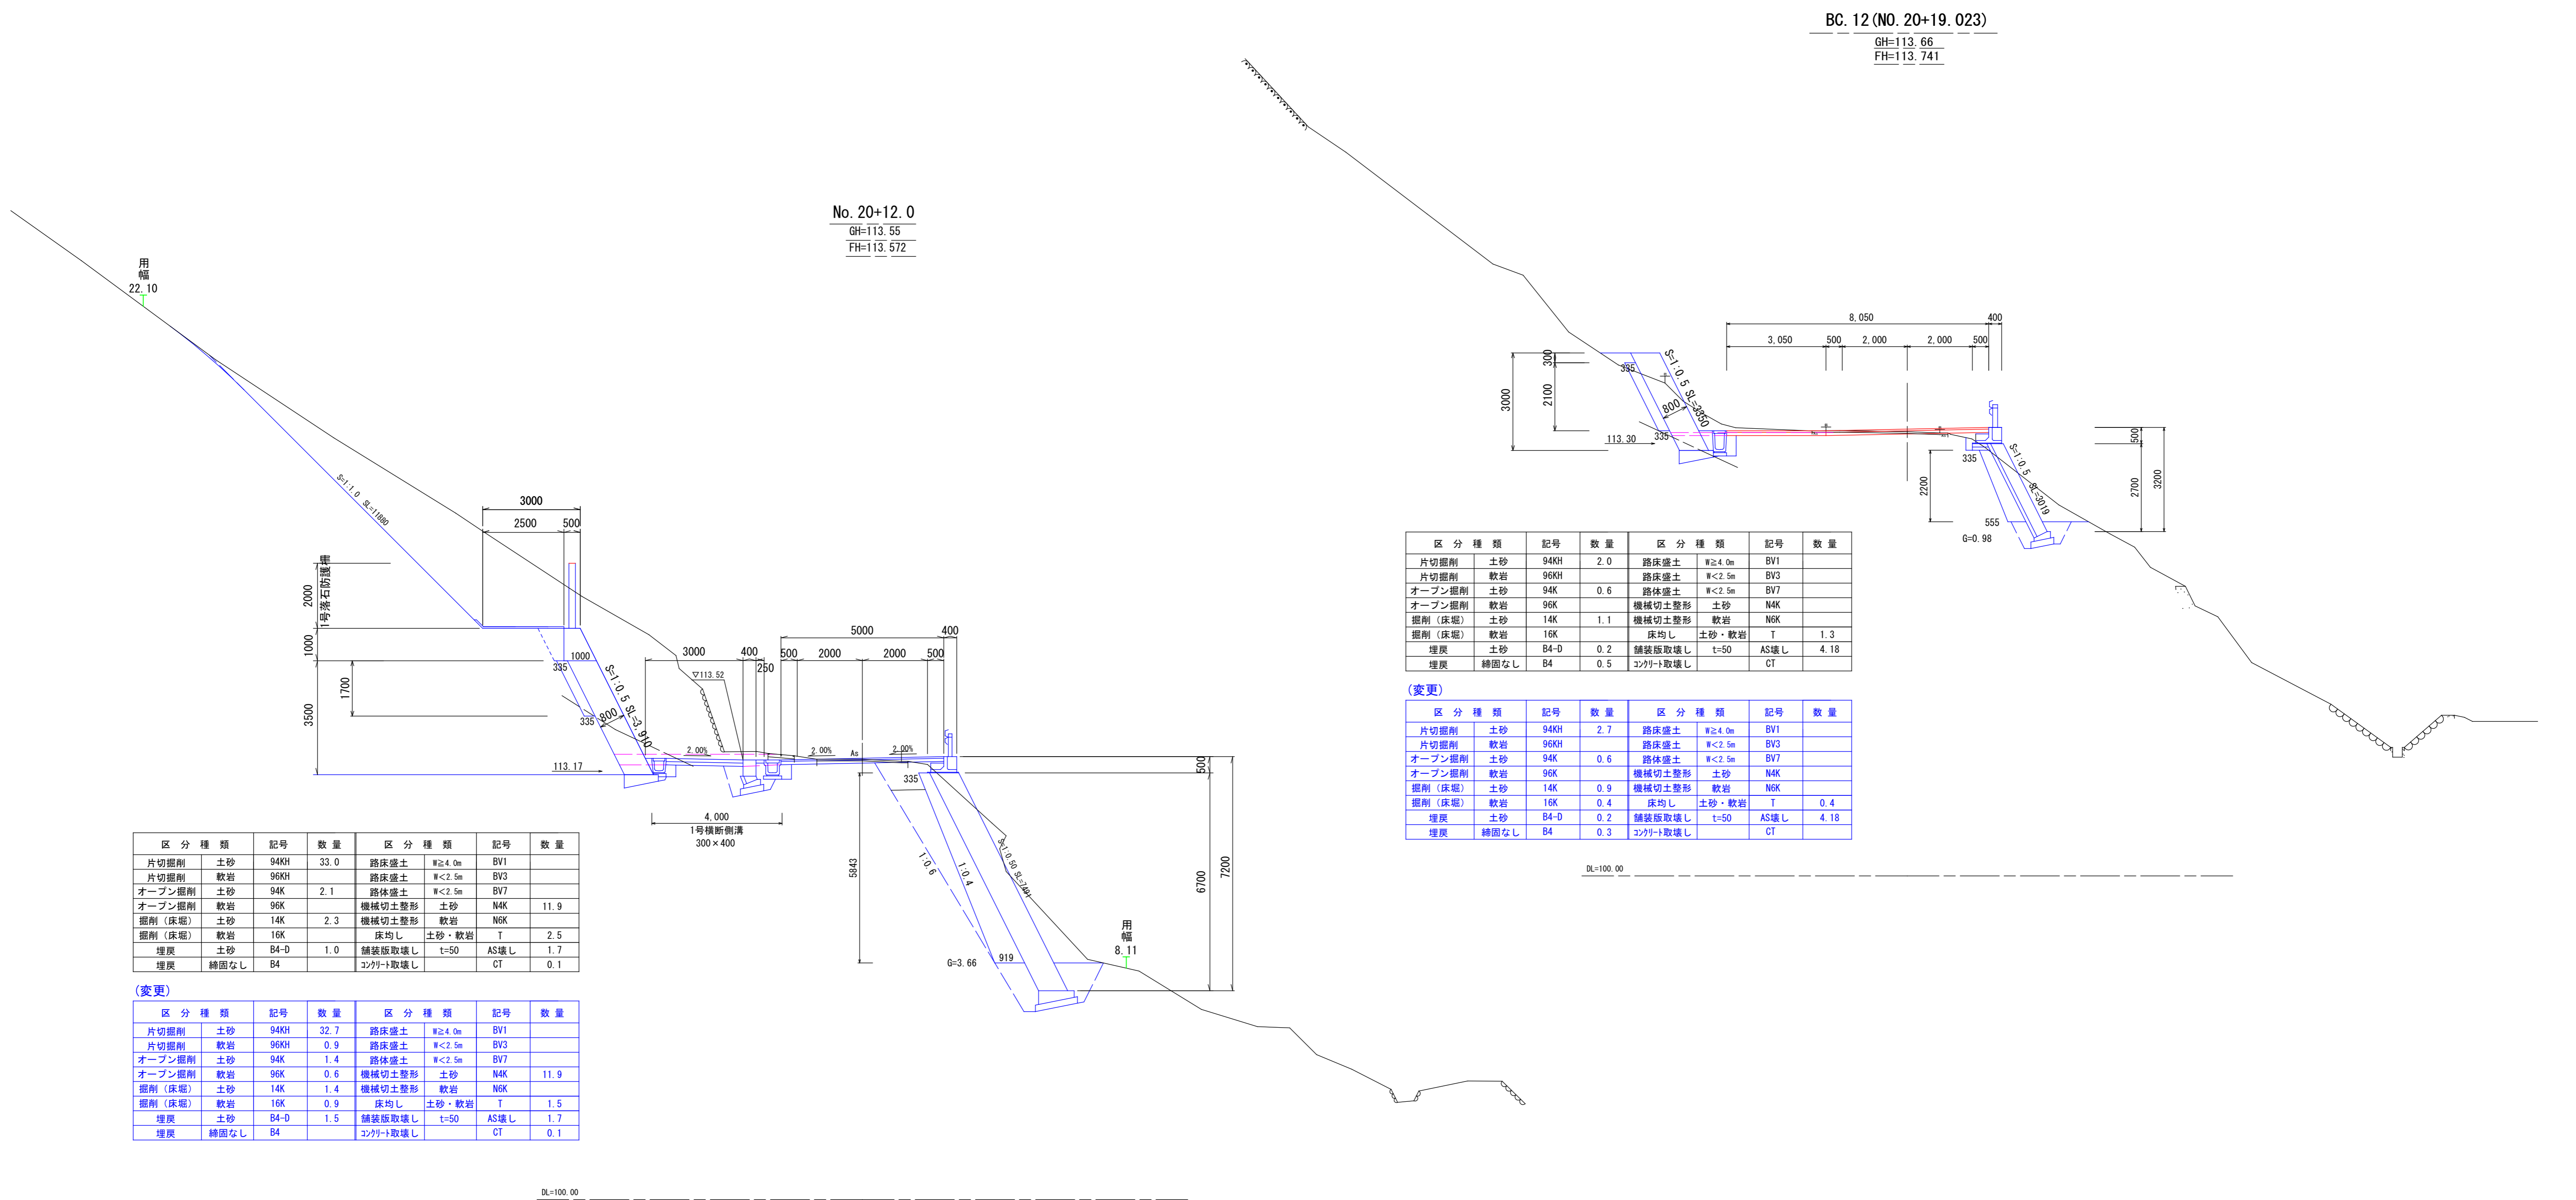 BC.12(NO.20+19.023)
GH=113.66
FH=113.741
No.20+12.0
GH=113.55
FH=113.572
用幅
22.10
S=1:1.0 SL=11880
3000
2500 500
2000
1号落石防護柵
1000
3500
1700
1000
335
335
800
S=1:0.5 SL=3,910
113.17
▽113.52
3000 400
250
5000 400
500 2000 2000 500
2.00% 2.00% As 2.00%
4,000
1号横断側溝
300×400
335
500
6700
7200
5843
1:0.6
1:0.4
S=1:0.50 SL=7491
G=3.66
919
用幅
8.11
区 分 種 類 記号 数 量 区 分 種 類 記号 数 量
片切掘削 土砂 94KH 33.0 路床盛土 W≧4.0m BV1
片切掘削 軟岩 96KH 路床盛土 W＜2.5m BV3
オープン掘削 土砂 94K 2.1 路体盛土 W＜2.5m BV7
オープン掘削 軟岩 96K 機械切土整形 土砂 N4K 11.9
掘削（床堀） 土砂 14K 2.3 機械切土整形 軟岩 N6K
掘削（床堀） 軟岩 16K 床均し 土砂・軟岩 T 2.5
埋戻 土砂 B4-D 1.0 舗装版取壊し t=50 AS壊し 1.7
埋戻 締固なし B4 コンクリート取壊し CT 0.1
(変更)
区 分 種 類 記号 数 量 区 分 種 類 記号 数 量
片切掘削 土砂 94KH 32.7 路床盛土 W≧4.0m BV1
片切掘削 軟岩 96KH 0.9 路床盛土 W＜2.5m BV3
オープン掘削 土砂 94K 1.4 路体盛土 W＜2.5m BV7
オープン掘削 軟岩 96K 0.6 機械切土整形 土砂 N4K 11.9
掘削（床堀） 土砂 14K 1.4 機械切土整形 軟岩 N6K
掘削（床堀） 軟岩 16K 0.9 床均し 土砂・軟岩 T 1.5
埋戻 土砂 B4-D 1.5 舗装版取壊し t=50 AS壊し 1.7
埋戻 締固なし B4 コンクリート取壊し CT 0.1
DL=100.00
8,050 400
3,050 500 2,000 2,000 500
3000
300
2100
335
800
S=1:0.5 SL=3350
335
113.30
500
2700
3200
335
2200
S=1:0.5 SL=3019
555
G=0.98
区 分 種 類 記号 数 量 区 分 種 類 記号 数 量
片切掘削 土砂 94KH 2.0 路床盛土 W≧4.0m BV1
片切掘削 軟岩 96KH 路床盛土 W＜2.5m BV3
オープン掘削 土砂 94K 0.6 路体盛土 W＜2.5m BV7
オープン掘削 軟岩 96K 機械切土整形 土砂 N4K
掘削（床堀） 土砂 14K 1.1 機械切土整形 軟岩 N6K
掘削（床堀） 軟岩 16K 床均し 土砂・軟岩 T 1.3
埋戻 土砂 B4-D 0.2 舗装版取壊し t=50 AS壊し 4.18
埋戻 締固なし B4 0.5 コンクリート取壊し CT
(変更)
区 分 種 類 記号 数 量 区 分 種 類 記号 数 量
片切掘削 土砂 94KH 2.7 路床盛土 W≧4.0m BV1
片切掘削 軟岩 96KH 路床盛土 W＜2.5m BV3
オープン掘削 土砂 94K 0.6 路体盛土 W＜2.5m BV7
オープン掘削 軟岩 96K 機械切土整形 土砂 N4K
掘削（床堀） 土砂 14K 0.9 機械切土整形 軟岩 N6K
掘削（床堀） 軟岩 16K 0.4 床均し 土砂・軟岩 T 0.4
埋戻 土砂 B4-D 0.2 舗装版取壊し t=50 AS壊し 4.18
埋戻 締固なし B4 0.3 コンクリート取壊し CT
DL=100.00